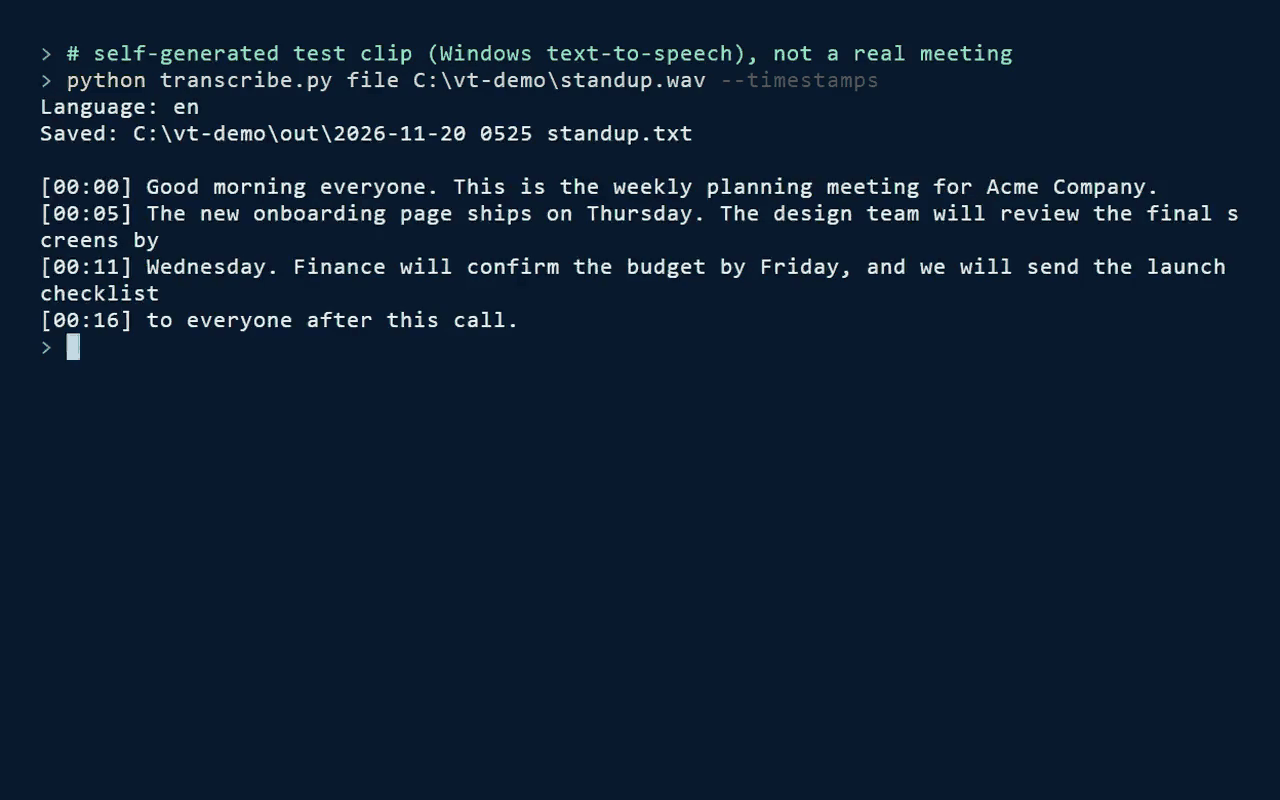 > # self-generated test clip (Windows text-to-speech), not a real meeting
> python transcribe.py file C:\vt-demo\standup.wav --timestamps
Language: en
Saved: C:\vt-demo\out\2026-11-20 0525 standup.txt

[00:00] Good morning everyone. This is the weekly planning meeting for Acme Company.
[00:05] The new onboarding page ships on Thursday. The design team will review the final s
creens by
[00:11] Wednesday. Finance will confirm the budget by Friday, and we will send the launch
checklist
[00:16] to everyone after this call.
>